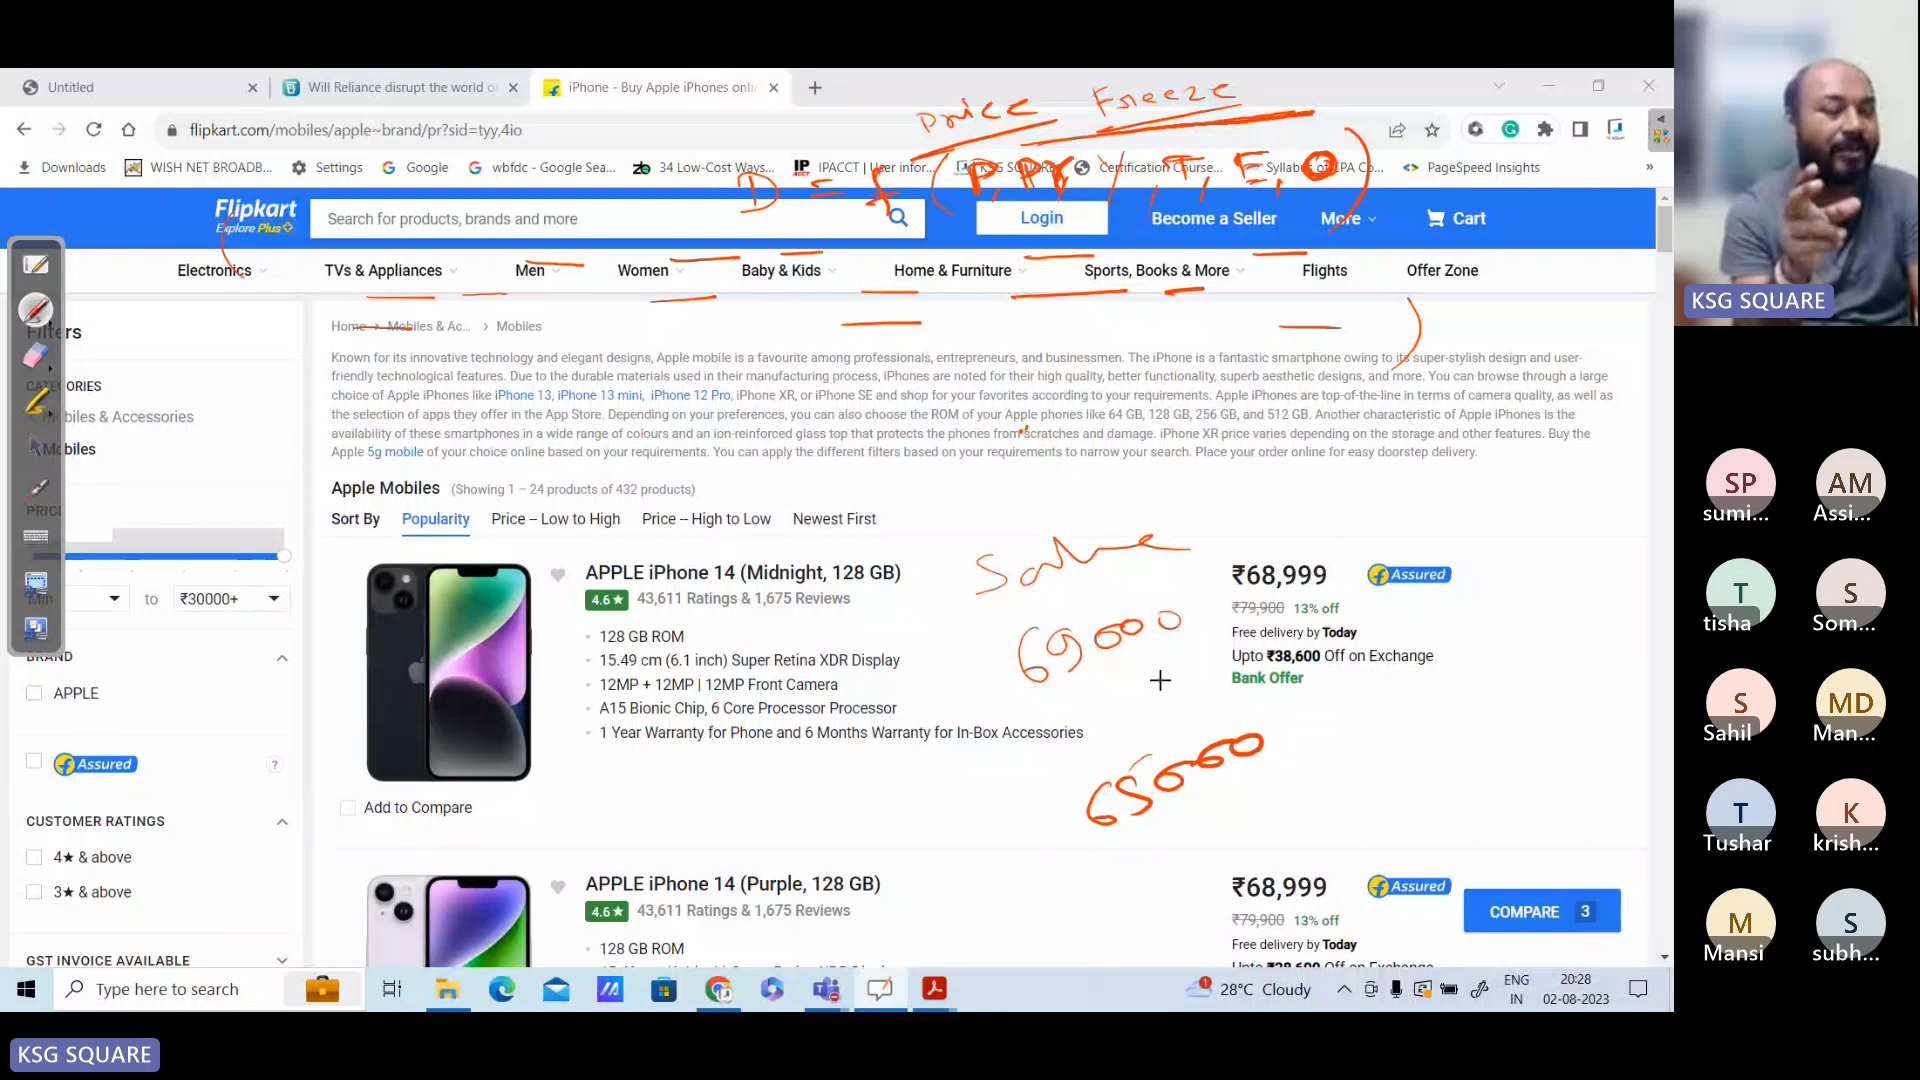 Untitled
Will Reliance disrupt the world o
iPhone - Buy Apple iPhones onli
flipkart.com/mobiles/apple~brand/pr?sid=tyy,4io
Price Freeze
Downloads
WISH NET BROADB...
Settings
Google
wbfdc - Google Sea...
34 Low-Cost Ways...
IPACCT | User infor...
KSG SQUARE
Certification Course...
Syllabus of CPA Co...
PageSpeed Insights
D = f (
, T, E, O )
Flipkart
Explore Plus
Search for products, brands and more
Login
Become a Seller
More
Cart
Electronics
TVs & Appliances
Men
Women
Baby & Kids
Home & Furniture
Sports, Books & More
Flights
Offer Zone
Filters
CATEGORIES
Mobiles & Accessories
Mobiles
PRICE
Min
to
₹30000+
BRAND
APPLE
Assured
?
CUSTOMER RATINGS
4★ & above
3★ & above
GST INVOICE AVAILABLE
Home > Mobiles & Ac... > Mobiles
Known for its innovative technology and elegant designs, Apple mobile is a favourite among professionals, entrepreneurs, and businessmen. The iPhone is a fantastic smartphone owing to its super-stylish design and user-
friendly technological features. Due to the durable materials used in their manufacturing process, iPhones are noted for their high quality, better functionality, superb aesthetic designs, and more. You can browse through a large
choice of Apple iPhones like iPhone 13, iPhone 13 mini, iPhone 12 Pro, iPhone XR, or iPhone SE and shop for your favorites according to your requirements. Apple iPhones are top-of-the-line in terms of camera quality, as well as
the selection of apps they offer in the App Store. Depending on your preferences, you can also choose the ROM of your Apple phones like 64 GB, 128 GB, 256 GB, and 512 GB. Another characteristic of Apple iPhones is the
availability of these smartphones in a wide range of colours and an ion-reinforced glass top that protects the phones from scratches and damage. iPhone XR price varies depending on the storage and other features. Buy the
Apple 5g mobile of your choice online based on your requirements. You can apply the different filters based on your requirements to narrow your search. Place your order online for easy doorstep delivery.
Apple Mobiles (Showing 1 – 24 products of 432 products)
Sort By Popularity Price -- Low to High Price -- High to Low Newest First
APPLE iPhone 14 (Midnight, 128 GB)
4.6★ 43,611 Ratings & 1,675 Reviews
128 GB ROM
15.49 cm (6.1 inch) Super Retina XDR Display
12MP + 12MP | 12MP Front Camera
A15 Bionic Chip, 6 Core Processor Processor
1 Year Warranty for Phone and 6 Months Warranty for In-Box Accessories
Add to Compare
69000
65000
₹68,999
Assured
₹79,900 13% off
Free delivery by Today
Upto ₹38,600 Off on Exchange
Bank Offer
APPLE iPhone 14 (Purple, 128 GB)
4.6★ 43,611 Ratings & 1,675 Reviews
128 GB ROM
₹68,999
Assured
₹79,900 13% off
Free delivery by Today
Upto ₹38,600 Off on Exchange
COMPARE 3
Type here to search
28°C Cloudy
ENG
IN
20:28
02-08-2023
KSG SQUARE
SP
sumi...
AM
Assi...
T
tisha
S
Som...
S
Sahil
MD
Man...
T
Tushar
K
krish...
M
Mansi
S
subh...
KSG SQUARE